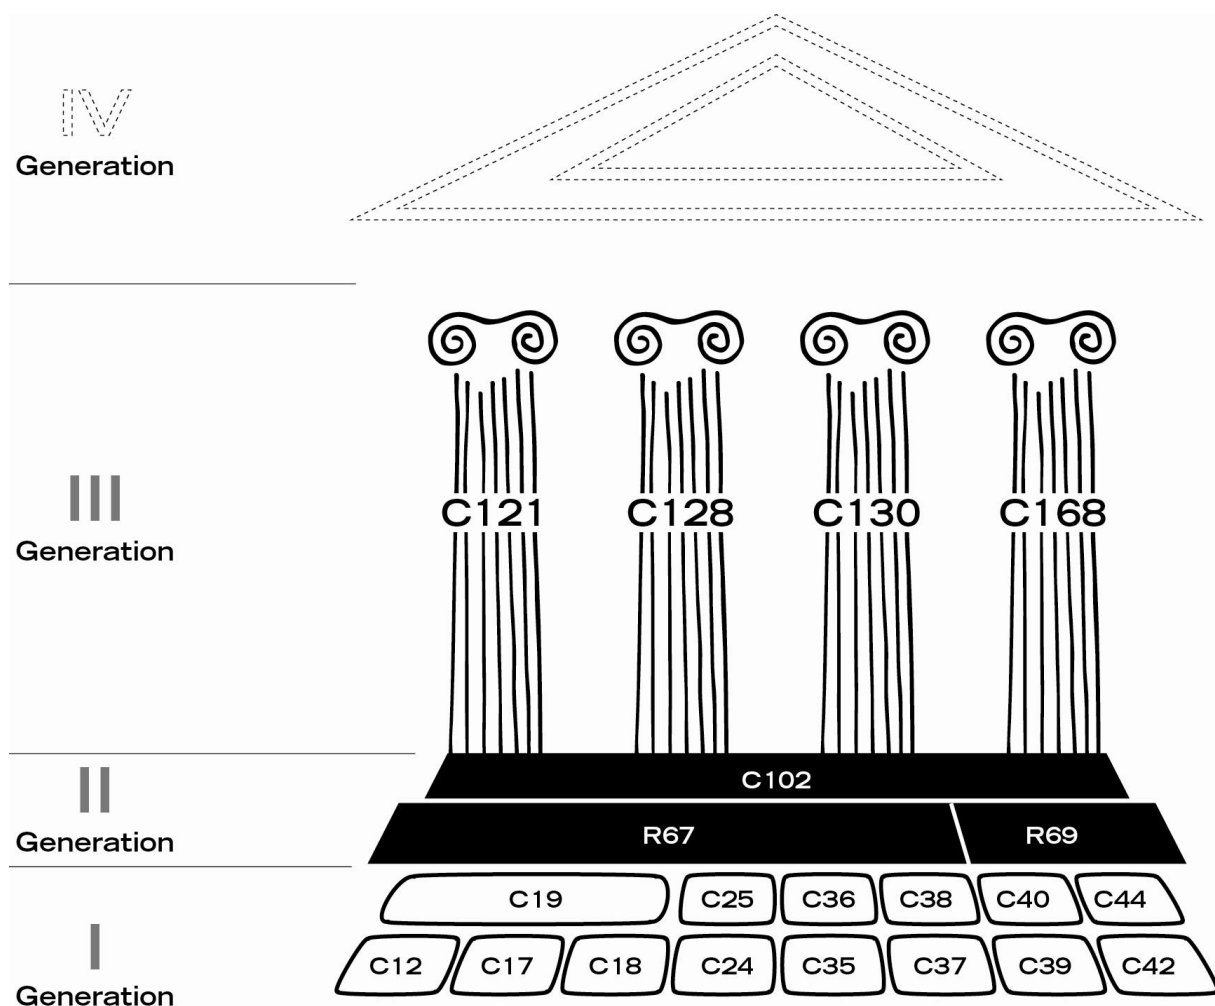 IV
Generation
III
Generation
C121 C128 C130 C168
II
Generation
C102
R67 R69
I
Generation
C19 C25 C36 C38 C40 C44
C12 C17 C18 C24 C35 C37 C39 C42